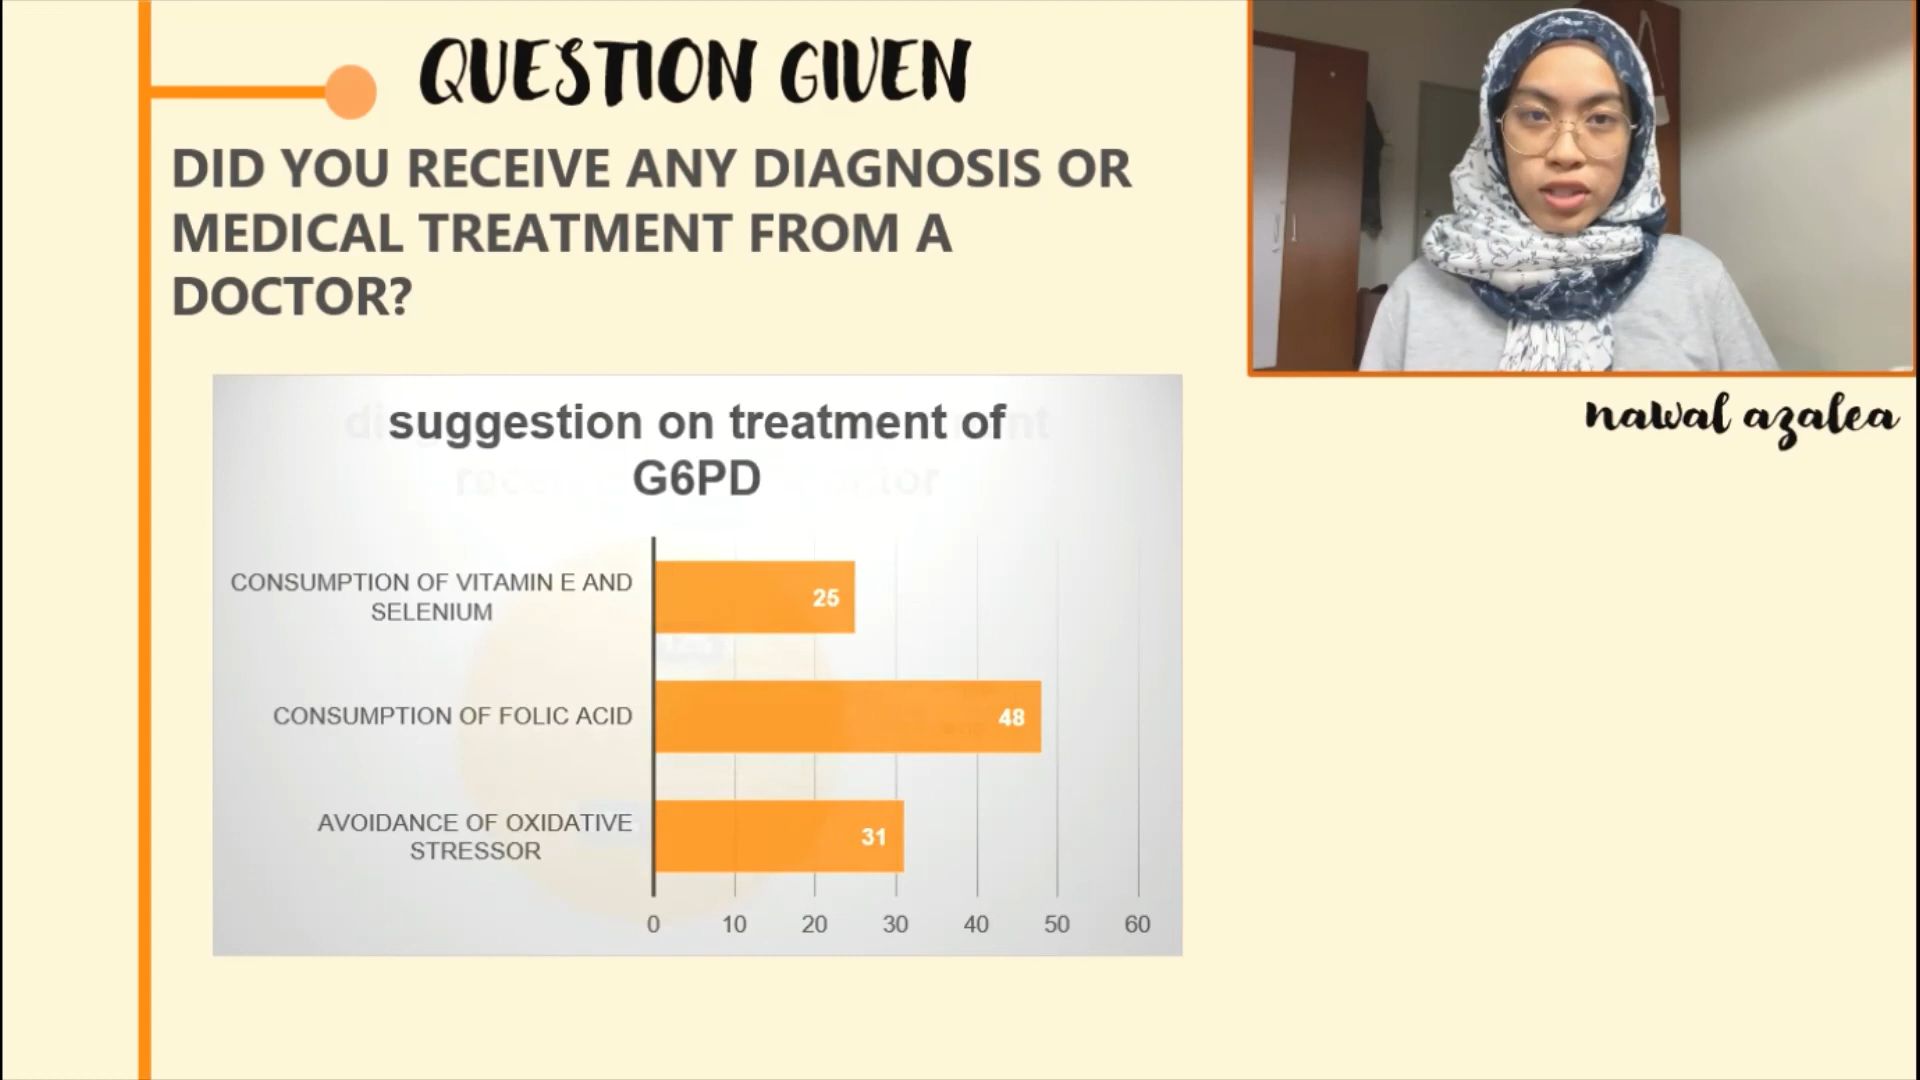 QUESTION GIVEN
DID YOU RECEIVE ANY DIAGNOSIS OR
MEDICAL TREATMENT FROM A
DOCTOR?
nawal azalea
suggestion on treatment of
G6PD
CONSUMPTION OF VITAMIN E AND
SELENIUM
25
CONSUMPTION OF FOLIC ACID
48
AVOIDANCE OF OXIDATIVE
STRESSOR
31
0 10 20 30 40 50 60